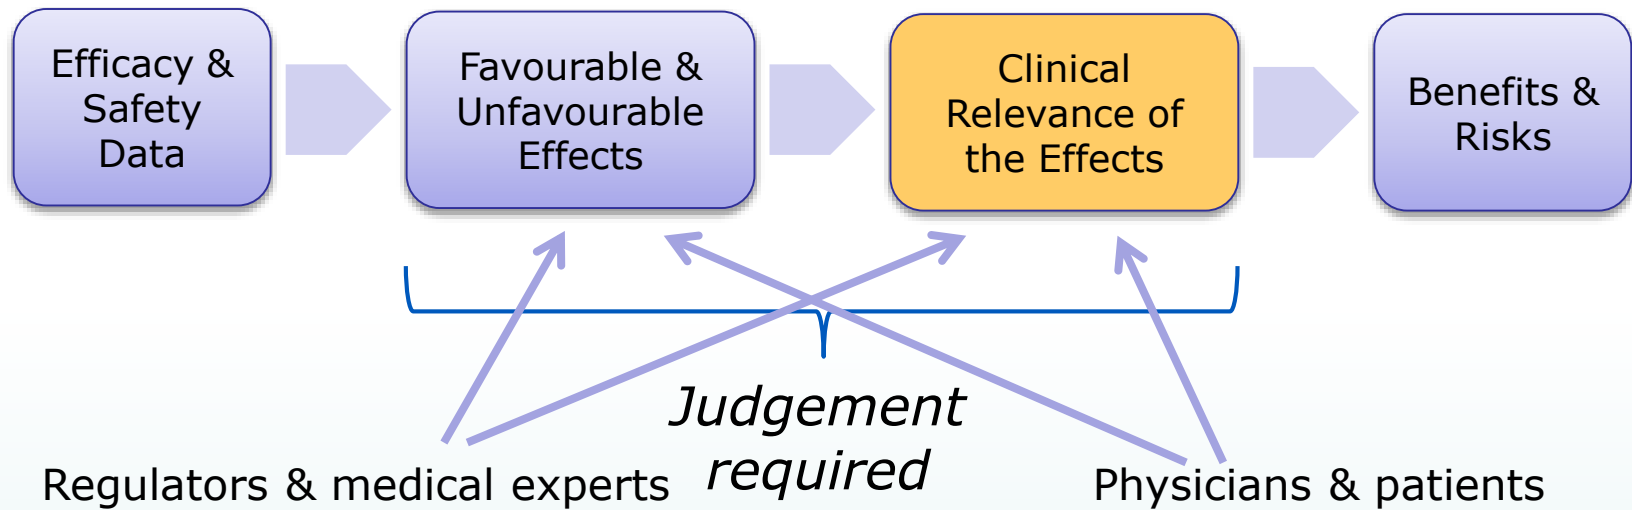 Efficacy &
Safety
Data
Favourable &
Unfavourable
Effects
Clinical
Relevance of
the Effects
Benefits &
Risks
Judgement
required
Regulators & medical experts
Physicians & patients